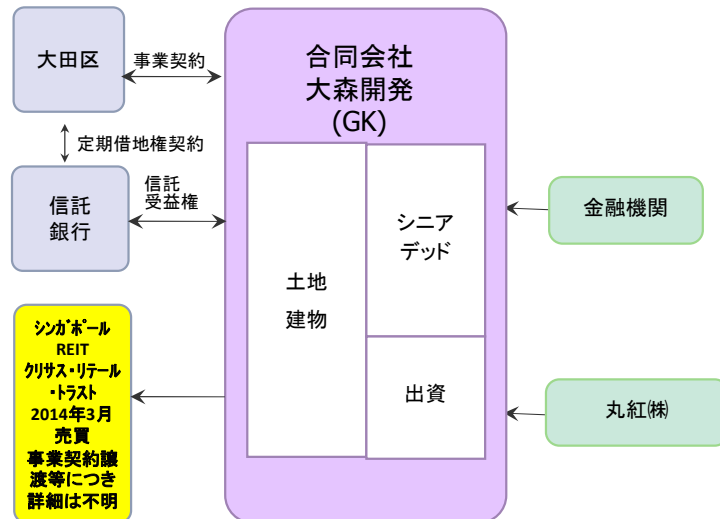 大田区
事業契約
定期借地権契約
信託
銀行
信託
受益権
シンガポール
REIT
クリサス・リテール
・トラスト
2014年3月
売買
事業契約譲
渡等につき
詳細は不明
合同会社
大森開発
(GK)
土地
建物
シニア
デッド
出資
金融機関
丸紅㈱